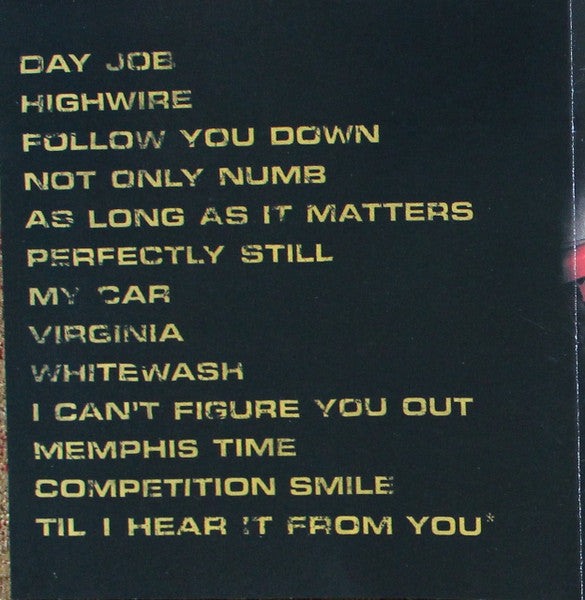 DAY JOB
HIGHWIRE
FOLLOW YOU DOWN
NOT ONLY NUMB
AS LONG AS IT MATTERS
PERFECTLY STILL
MY CAR
VIRGINIA
WHITEWASH
I CAN'T FIGURE YOU OUT
MEMPHIS TIME
COMPETITION SMILE
TIL I HEAR IT FROM YOU*